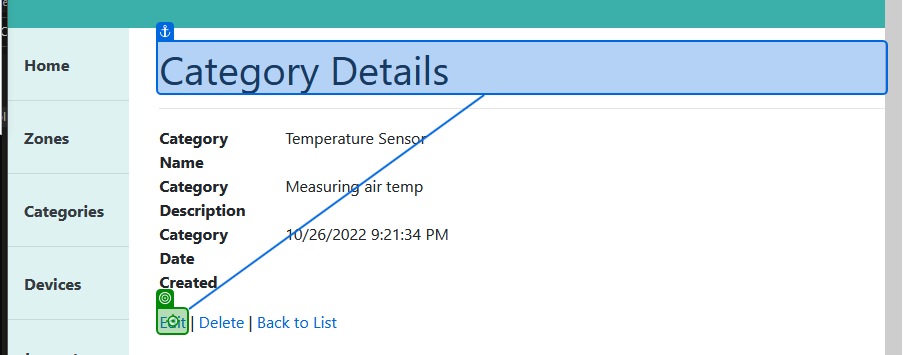 Category Details
Home
Zones
Categories
Devices
Category Name
Temperature Sensor
Category Description
Measuring air temp
Category Date Created
10/26/2022 9:21:34 PM
Edit | Delete | Back to List